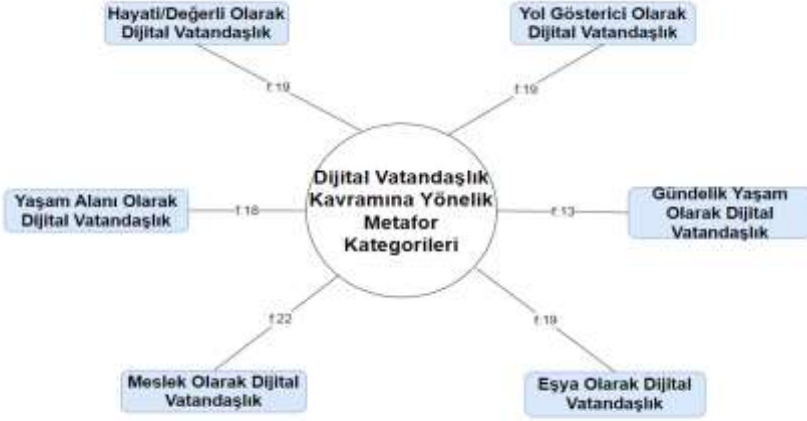 Hayati/Değerli Olarak
Dijital Vatandaşlık
Yol Gösterici Olarak
Dijital Vatandaşlık
f:19
f:19
Dijital Vatandaşlık
Kavramına Yönelik
Metafor
Kategorileri
Yaşam Alanı Olarak
Dijital Vatandaşlık
f:18
f:13
Gündelik Yaşam
Olarak Dijital
Vatandaşlık
f:22
f:19
Meslek Olarak Dijital
Vatandaşlık
Eşya Olarak Dijital
Vatandaşlık